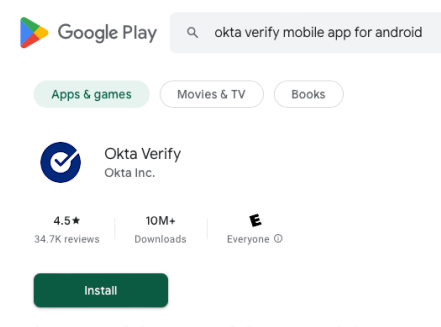 Google Play
okta verify mobile app for android
Apps & games
Movies & TV
Books
Okta Verify
Okta Inc.
4.5★
10M+
E
34.7K reviews
Downloads
Everyone ⓘ
Install